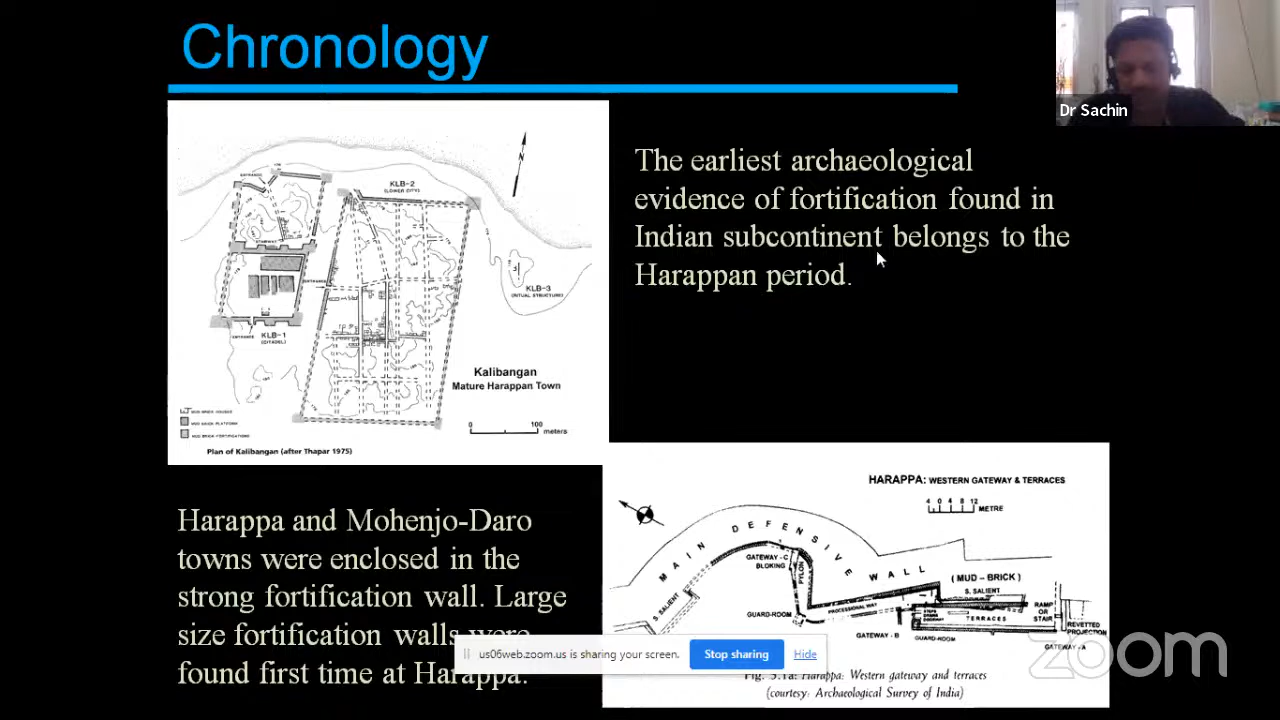 Chronology
Dr Sachin
The earliest archaeological
evidence of fortification found in
Indian subcontinent belongs to the
Harappan period.
N
KLB-2
(LOWER CITY)
KLB-3
(RITUAL STRUCTURE)
ENTRANCE
KLB-1
(CITADEL)
ENTRANCE
Kalibangan
Mature Harappan Town
0 100
meters
MUD BRICK HOUSES
MUD BRICK PLATFORM
MUD BRICK FORTIFICATIONS
Plan of Kalibangan (after Thapar 1975)
Harappa and Mohenjo-Daro
towns were enclosed in the
strong fortification wall. Large
size fortification walls were
found first time at Harappa.
HARAPPA: WESTERN GATEWAY & TERRACES
4 0 4 8 12
METRE
MAIN DEFENSIVE WALL
(MUD-BRICK)
GATEWAY-C
BLOKING
PYLON
S. SALIENT
S. SALIENT
PROCESSIONAL WAY
TERRACES
RAMP
OR
STAIR
GUARD-ROOM
GATEWAY-B
GUARD-ROOM
REVETTED
PROJECTION
GATEWAY-A
us06web.zoom.us is sharing your screen.
Stop sharing
Hide
Fig. 3.1a: Harappa: Western gateway and terraces
(courtesy: Archaeological Survey of India)
zoom